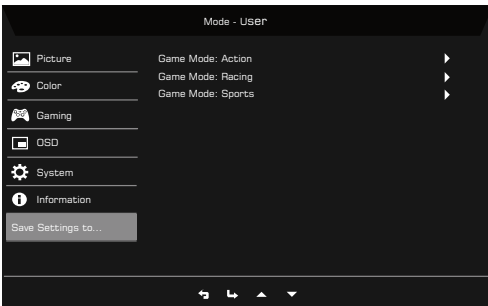 Mode - User
Picture
Color
Gaming
OSD
System
Information
Save Settings to...
Game Mode: Action
Game Mode: Racing
Game Mode: Sports